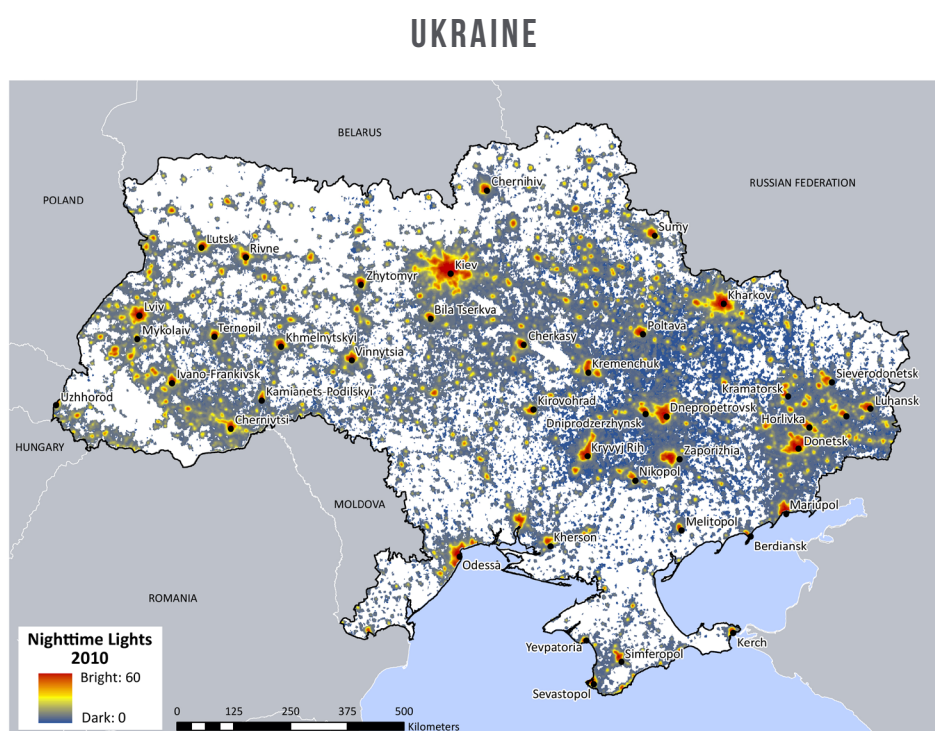 UKRAINE
BELARUS
RUSSIAN FEDERATION
POLAND
Chernihiv
Sumy
Lutsk
Rivne
Kiev
Zhytomyr
Kharkov
Lviv
Bila Tserkva
Mykolaiv
Ternopil
Khmelnytskyi
Cherkasy
Poltava
Vinnytsia
Kremenchuk
Ivano-Frankivsk
Sieverodonetsk
Kamianets-Podilskyi
Kramatorsk
Uzhhorod
Kirovohrad
Dnepropetrovsk
Luhansk
Chernivtsi
Dniprodzerzhynsk
Horlivka
HUNGARY
Kryvyj Rih
Zaporizhia
Donetsk
Nikopol
MOLDOVA
Mariupol
Melitopol
Kherson
Berdiansk
Odessa
ROMANIA
Nighttime Lights
2010
Bright: 60
Dark: 0
Yevpatoria
Simferopol
Kerch
Sevastopol
0 125 250 375 500
Kilometers